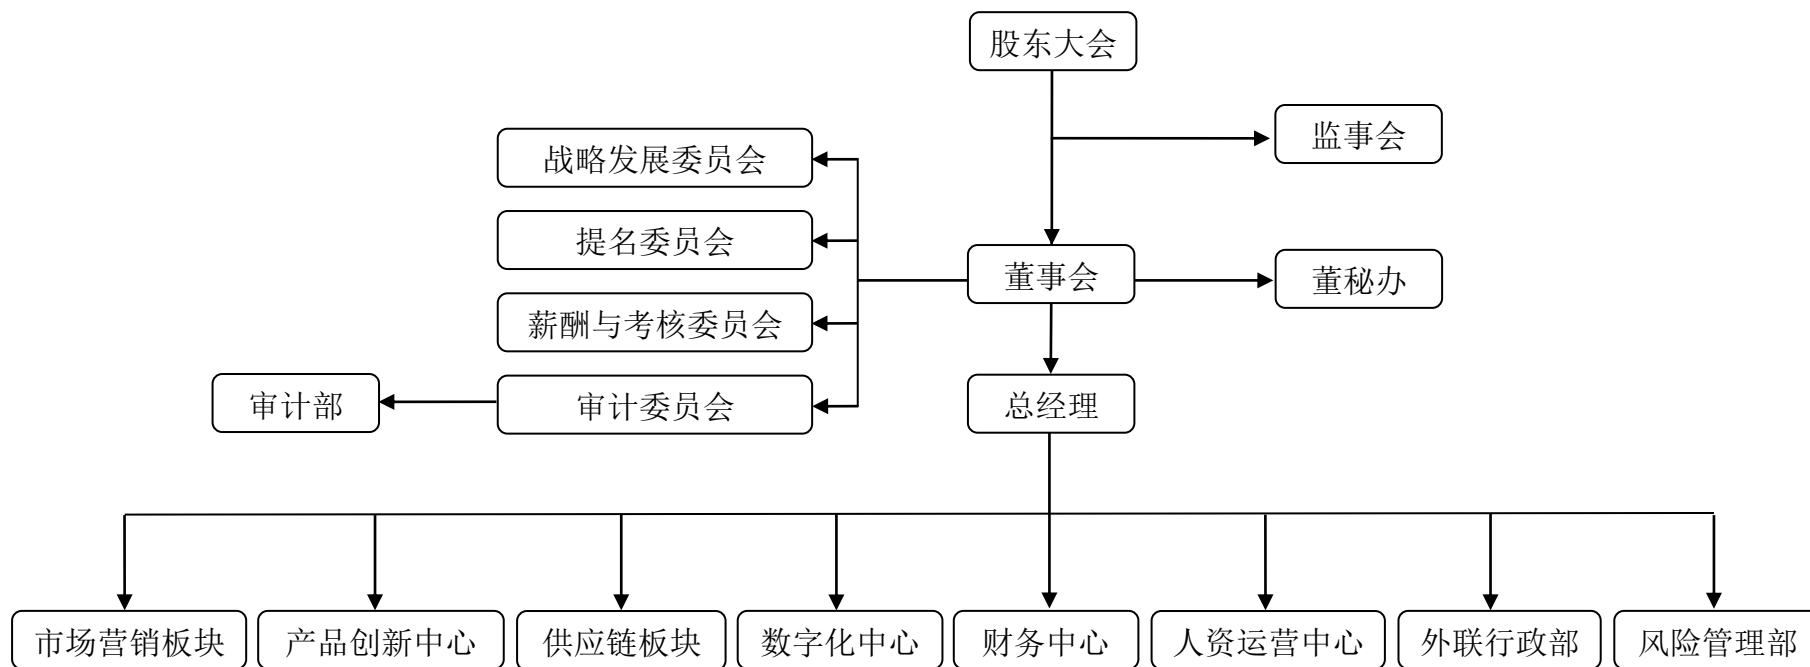 股东大会
监事会
战略发展委员会
提名委员会
董事会
董秘办
薪酬与考核委员会
审计部
审计委员会
总经理
市场营销板块
产品创新中心
供应链板块
数字化中心
财务中心
人资运营中心
外联行政部
风险管理部